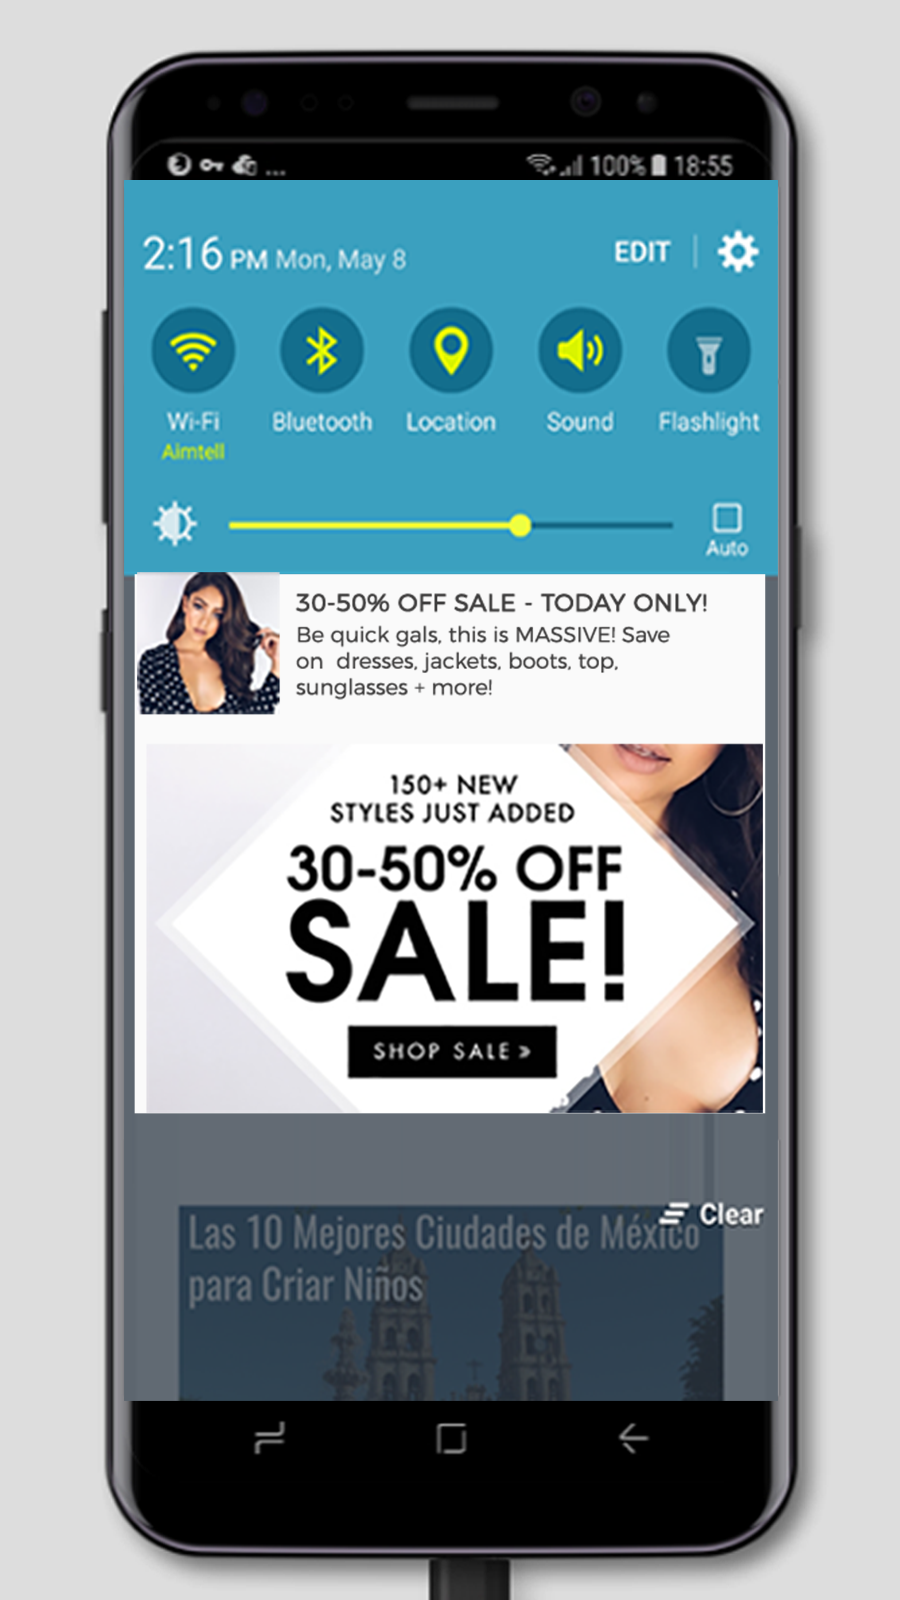 ... 100% 18:55
2:16 PM Mon, May 8 EDIT
Wi-Fi Bluetooth Location Sound Flashlight
Aimtell
Auto
30-50% OFF SALE - TODAY ONLY!
Be quick gals, this is MASSIVE! Save
on dresses, jackets, boots, top,
sunglasses + more!
150+ NEW
STYLES JUST ADDED
30-50% OFF
SALE!
SHOP SALE »
Clear
Las 10 Mejores Ciudades de México
para Criar Niños